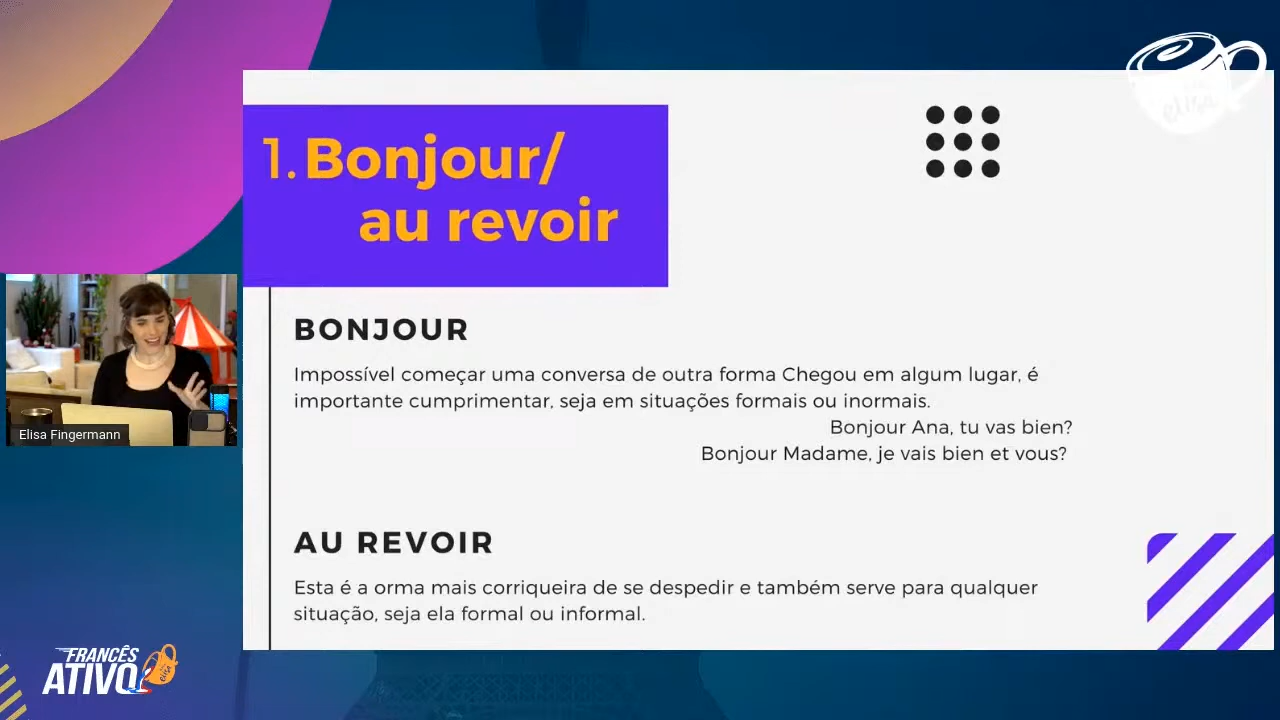 elisa
1. Bonjour/
au revoir
BONJOUR
Impossível começar uma conversa de outra forma Chegou em algum lugar, é
importante cumprimentar, seja em situações formais ou inormais.
Bonjour Ana, tu vas bien?
Bonjour Madame, je vais bien et vous?
Elisa Fingermann
AU REVOIR
Esta é a orma mais corriqueira de se despedir e também serve para qualquer
situação, seja ela formal ou informal.
FRANCÊS
ATIVO
elisa